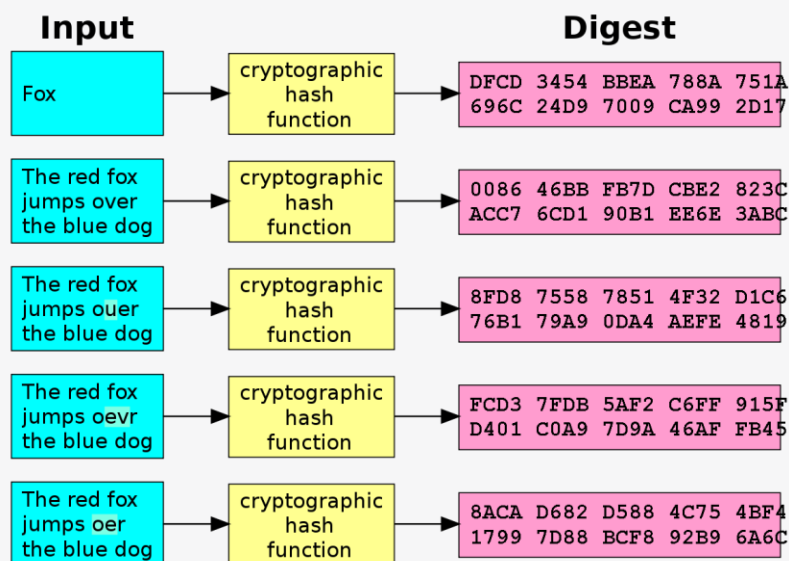 Input
Digest
Fox
cryptographic
hash
function
DFCD 3454 BBEA 788A 751A
696C 24D9 7009 CA99 2D17
The red fox
jumps over
the blue dog
cryptographic
hash
function
0086 46BB FB7D CBE2 823C
ACC7 6CD1 90B1 EE6E 3ABC
The red fox
jumps ouer
the blue dog
cryptographic
hash
function
8FD8 7558 7851 4F32 D1C6
76B1 79A9 0DA4 AEFE 4819
The red fox
jumps oevr
the blue dog
cryptographic
hash
function
FCD3 7FDB 5AF2 C6FF 915F
D401 C0A9 7D9A 46AF FB45
The red fox
jumps oer
the blue dog
cryptographic
hash
function
8ACA D682 D588 4C75 4BF4
1799 7D88 BCF8 92B9 6A6C